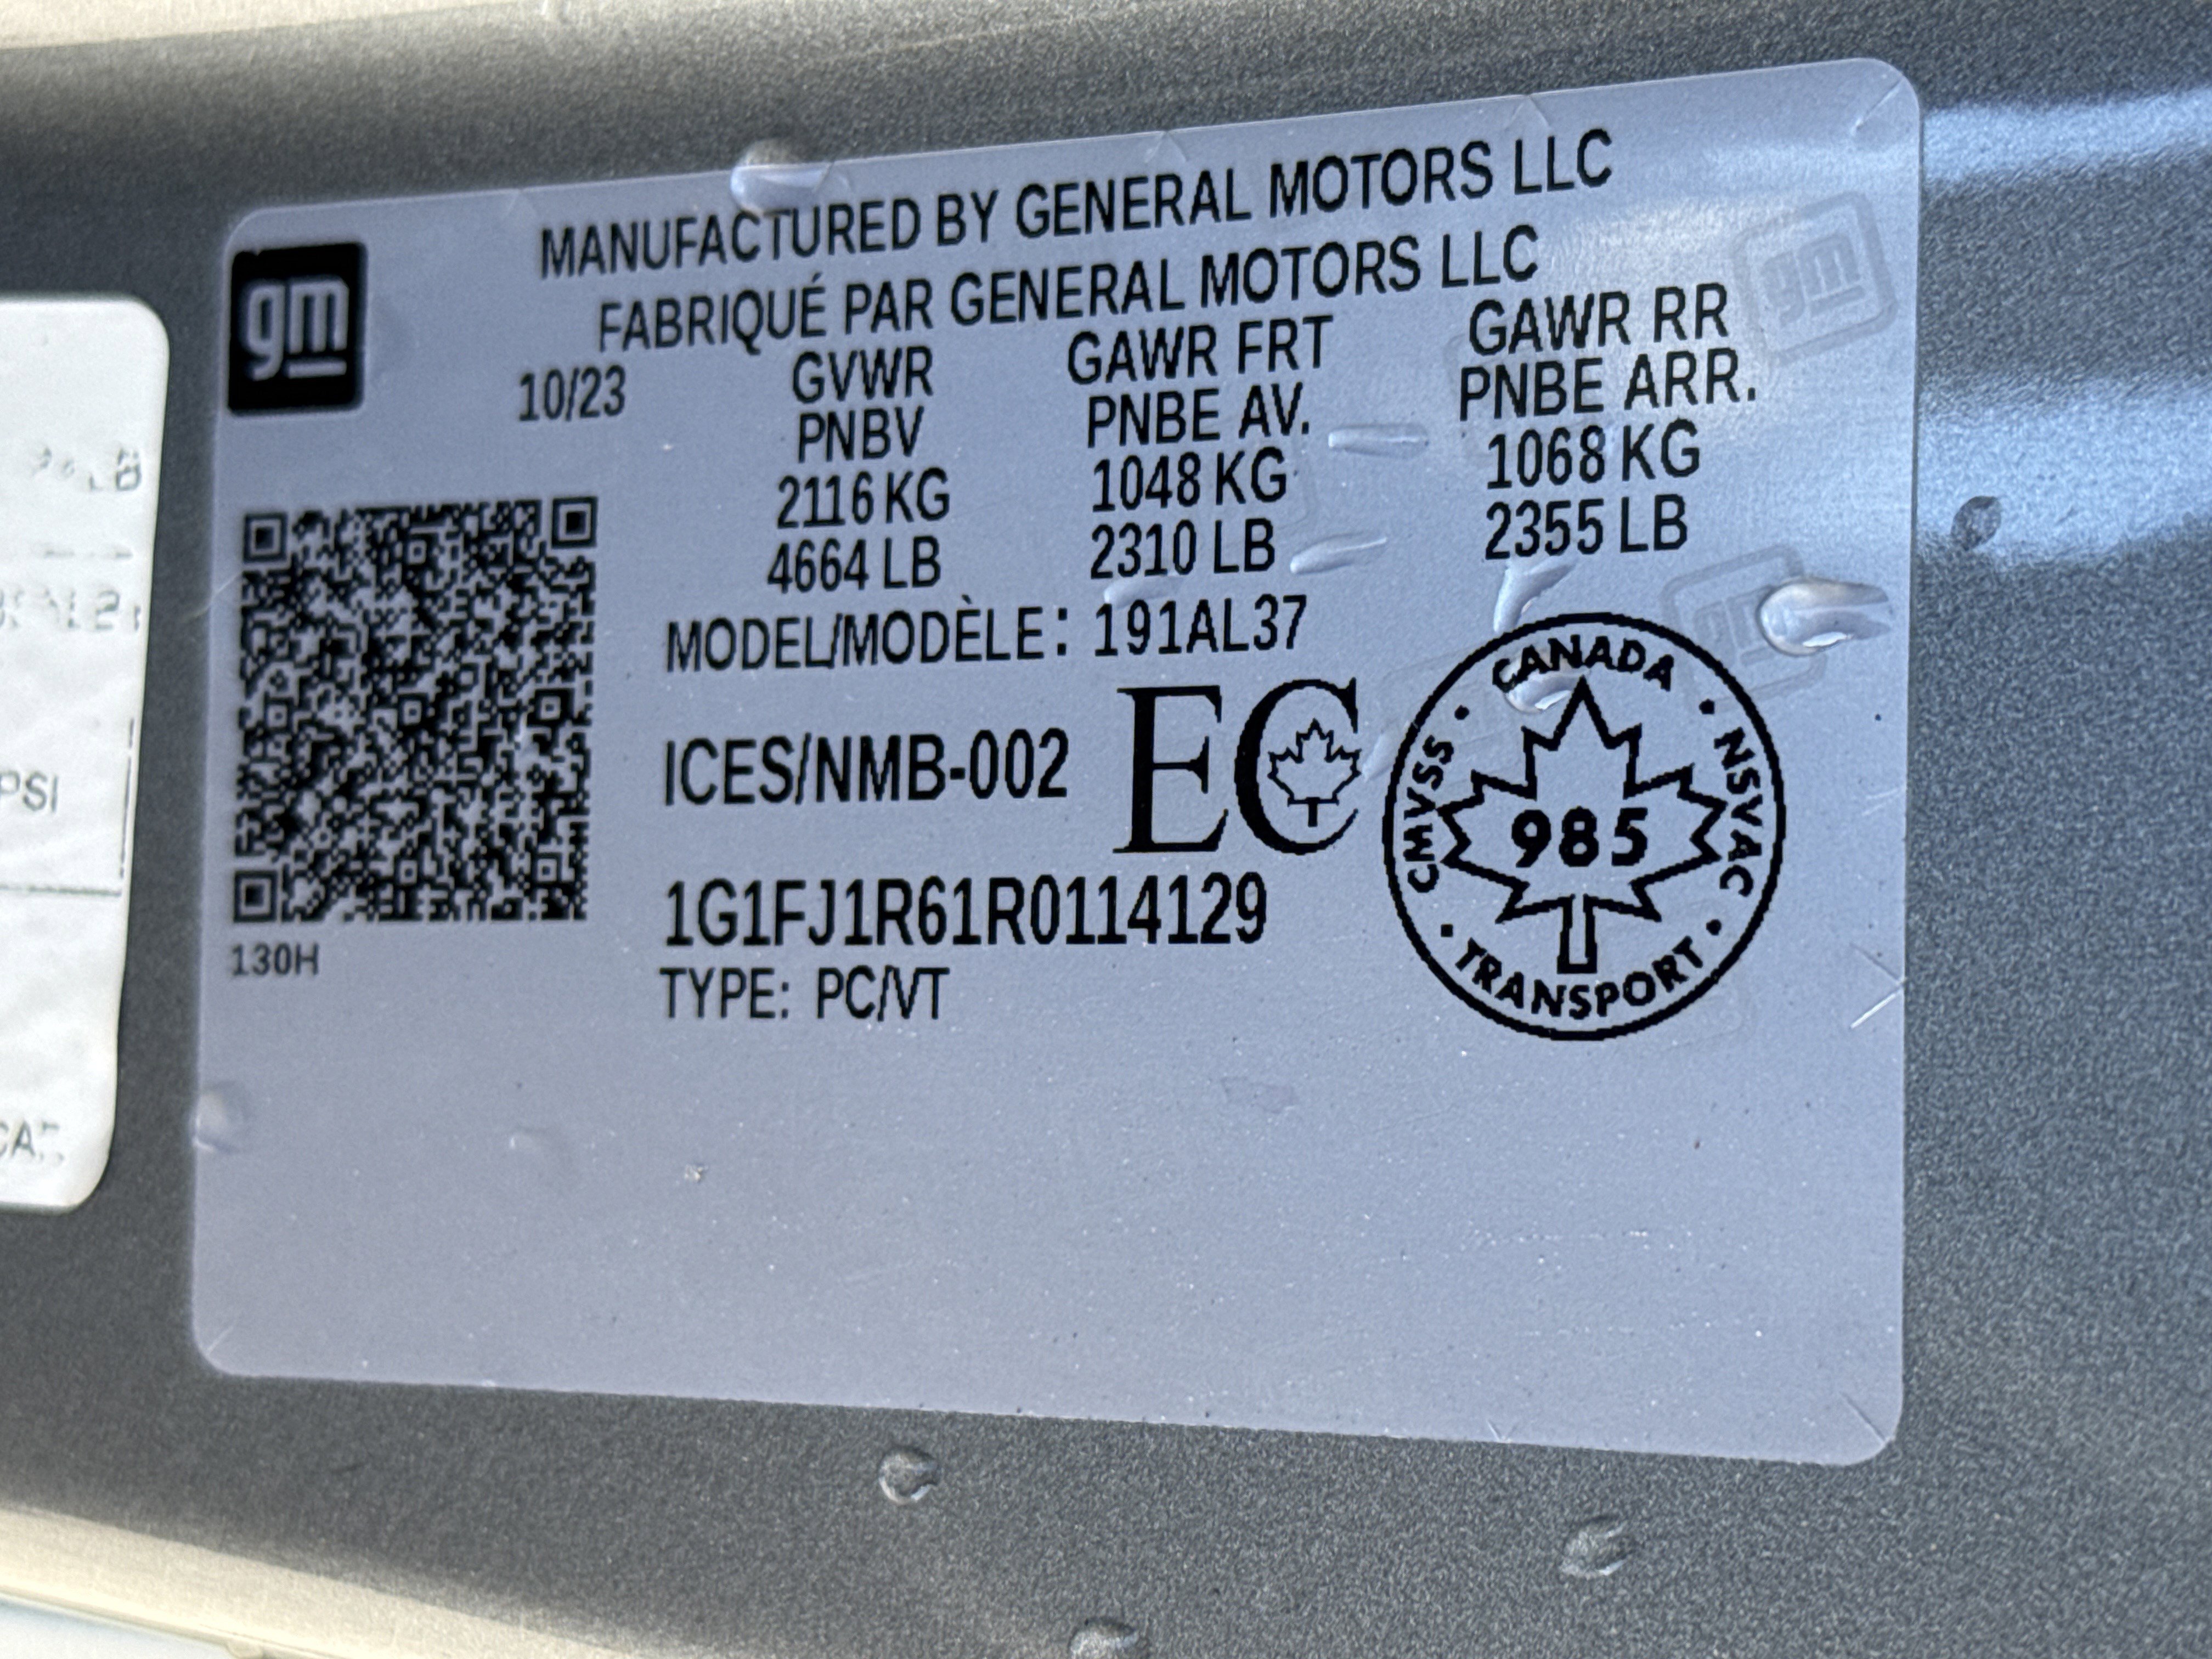 gm
MANUFACTURED BY GENERAL MOTORS LLC
FABRIQUÉ PAR GENERAL MOTORS LLC
10/23
GVWR
PNBV
2116 KG
4664 LB
GAWR FRT
PNBE AV.
1048 KG
2310 LB
GAWR RR
PNBE ARR.
1068 KG
2355 LB
MODEL/MODÈLE: 191AL37
ICES/NMB-002
EC
1G1FJ1R61R0114129
TYPE: PC/VT
130H
CANADA · NSVAC · TRANSPORT · CMVSS ·
985
PSI